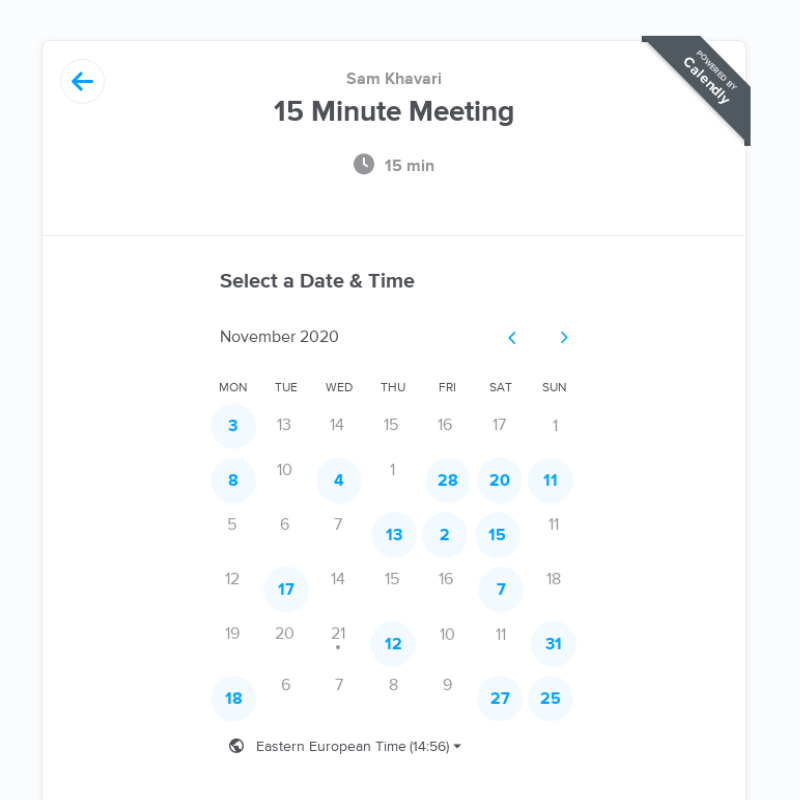 POWERED BY
Calendly
Sam Khavari
15 Minute Meeting
15 min
Select a Date & Time
November 2020
MON TUE WED THU FRI SAT SUN
3 13 14 15 16 17 1
8 10 4 1 28 20 11
5 6 7 13 2 15 11
12 17 14 15 16 7 18
19 20 21 12 10 11 31
18 6 7 8 9 27 25
Eastern European Time (14:56)